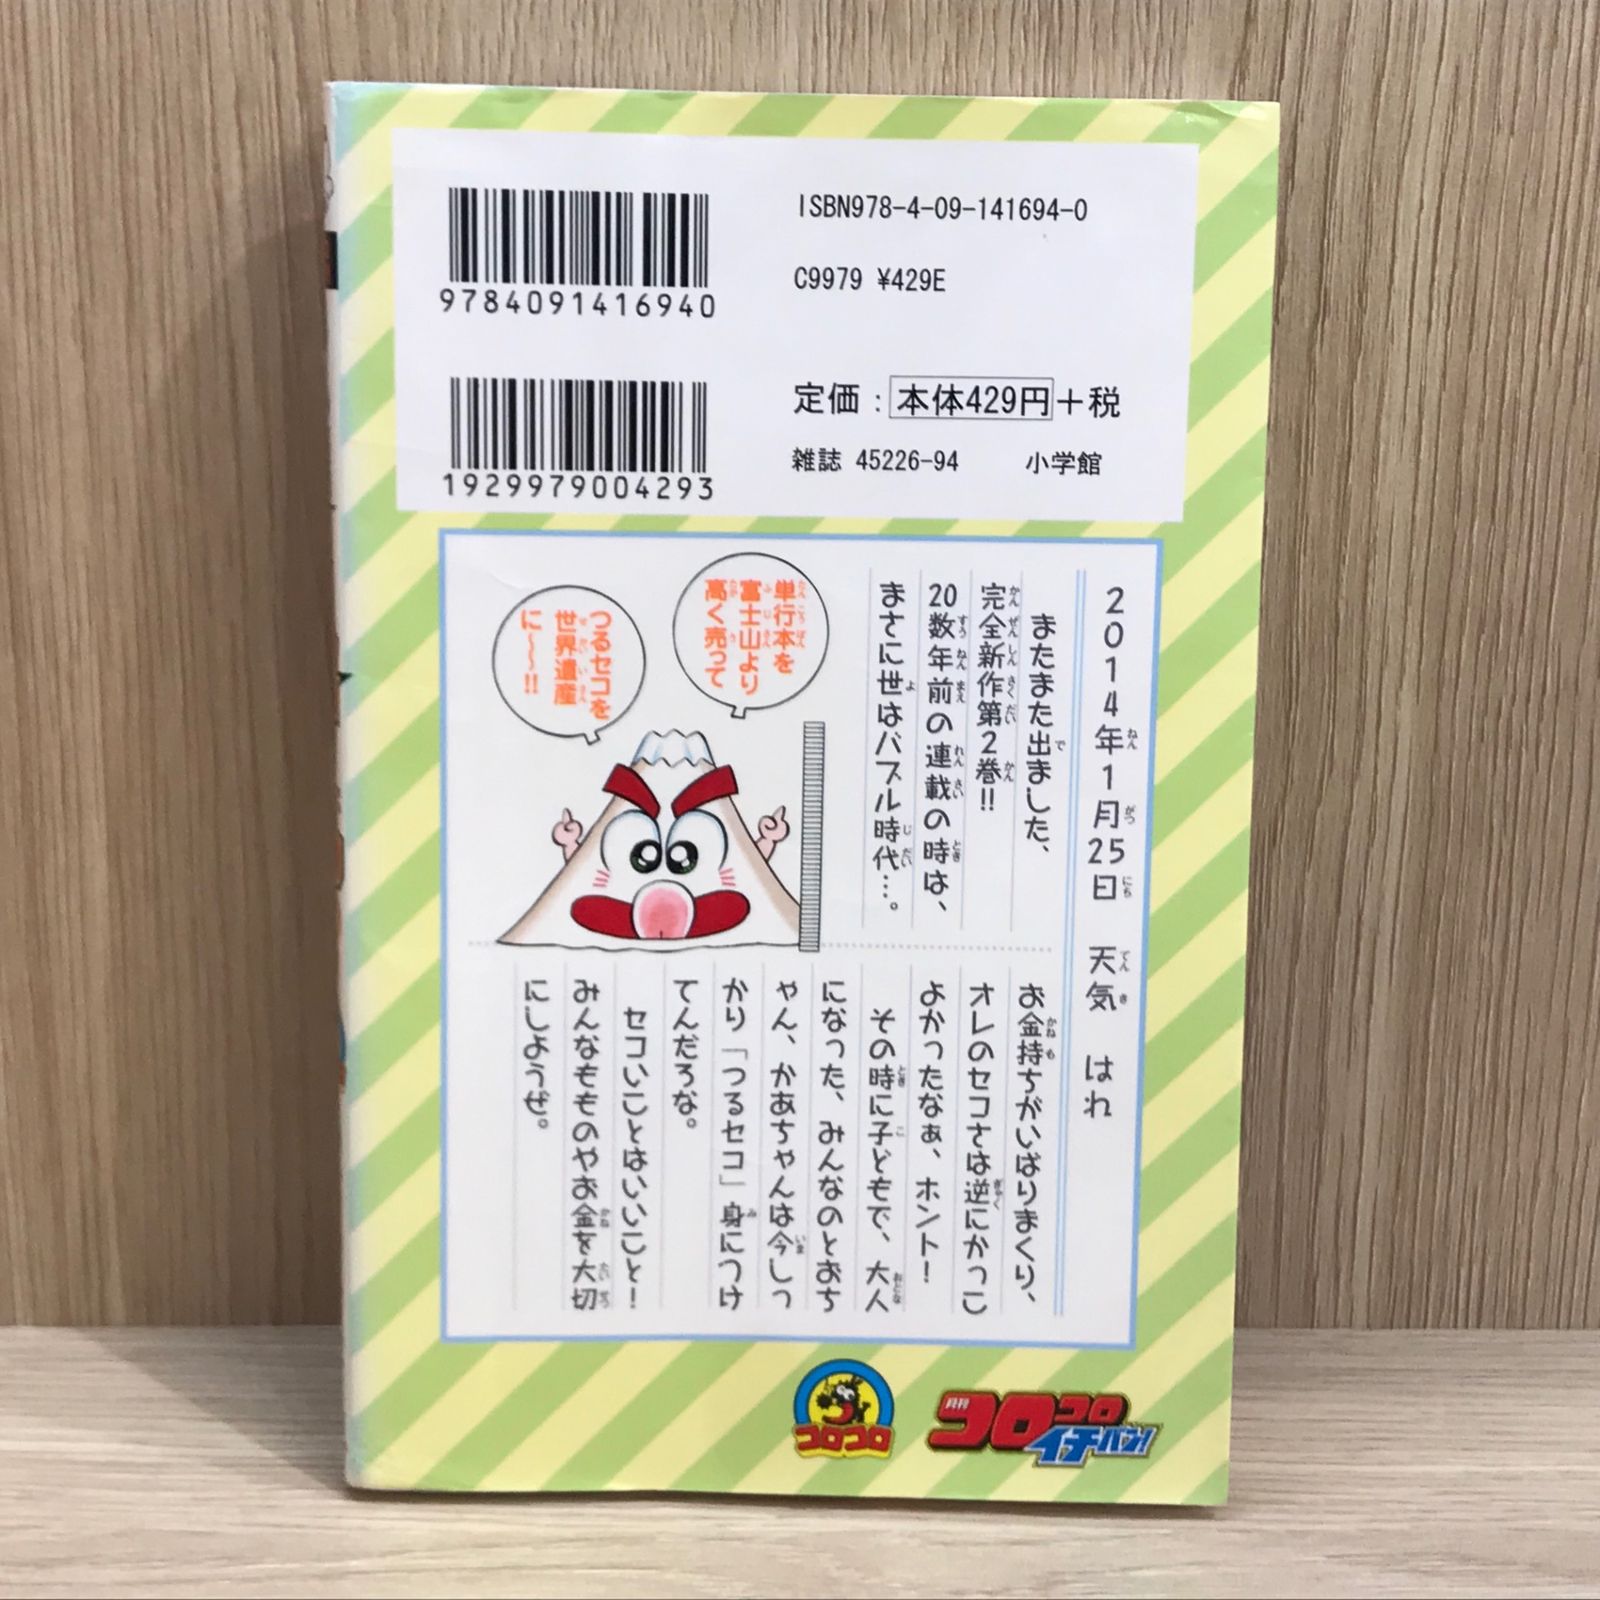 ISBN978-4-09-141694-0
C9979 ¥429E
9784091416940
定価:本体429円+税
雑誌 45226-94 小学館
1929979004293
2014年1月25日 天気 はれ
またまた出ました、
完全新作第2巻!!
20数年前の連載の時は、
まさに世はバブル時代…。
単行本を
富士山より
高く売って
つるセコを
世界遺産
に〜〜!!
お金持ちがいばりまくり、
オレのセコさは逆にかっこ
よかったなぁ、ホント!
その時に子どもで、大人
になった、みんなのとおち
ゃん、かあちゃんは今しっ
かり「つるセコ」身につけ
てんだろな。
セコいことはいいこと!
みんなもものやお金を大切
にしようぜ。
コロコロ
月刊
コロコロ
イチバン!